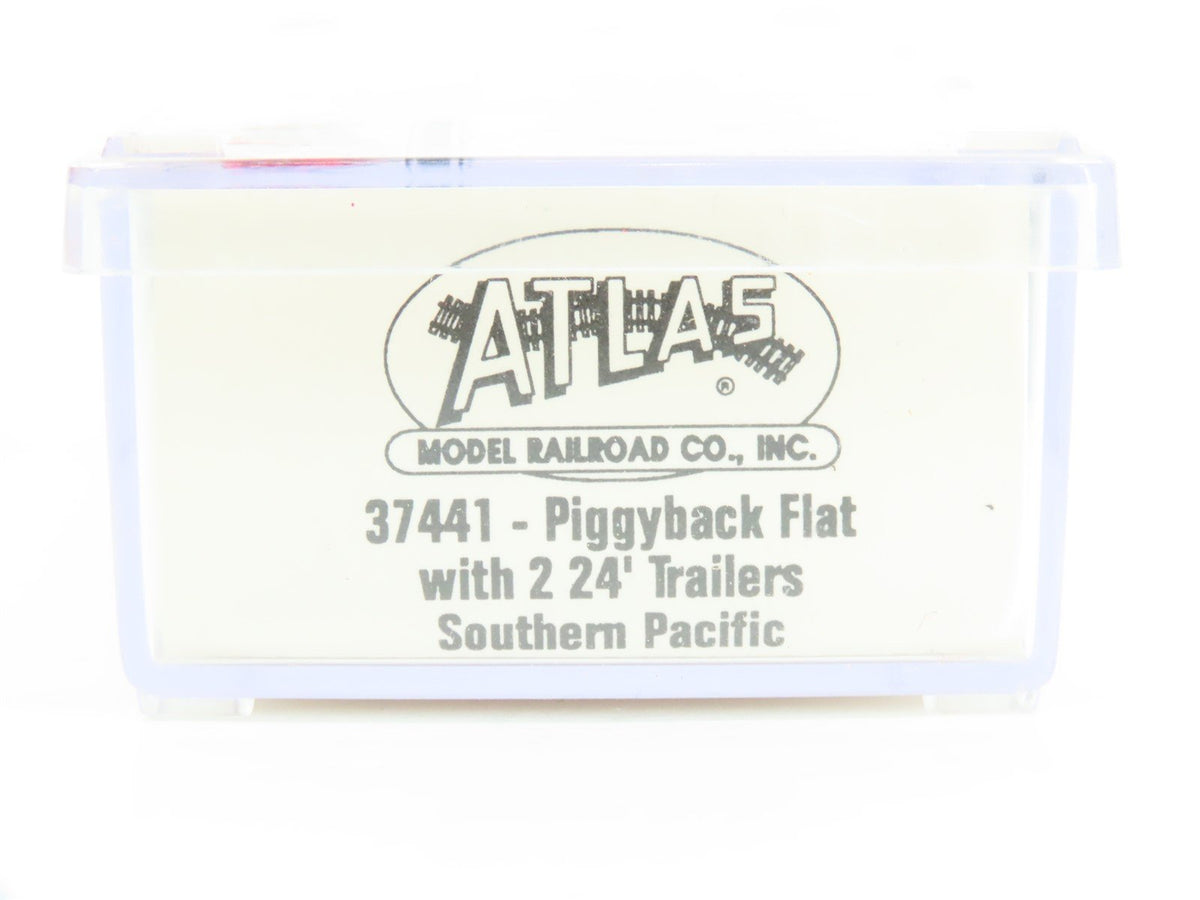 ATLAS
®
MODEL RAILROAD CO., INC.
37441 - Piggyback Flat
with 2 24' Trailers
Southern Pacific